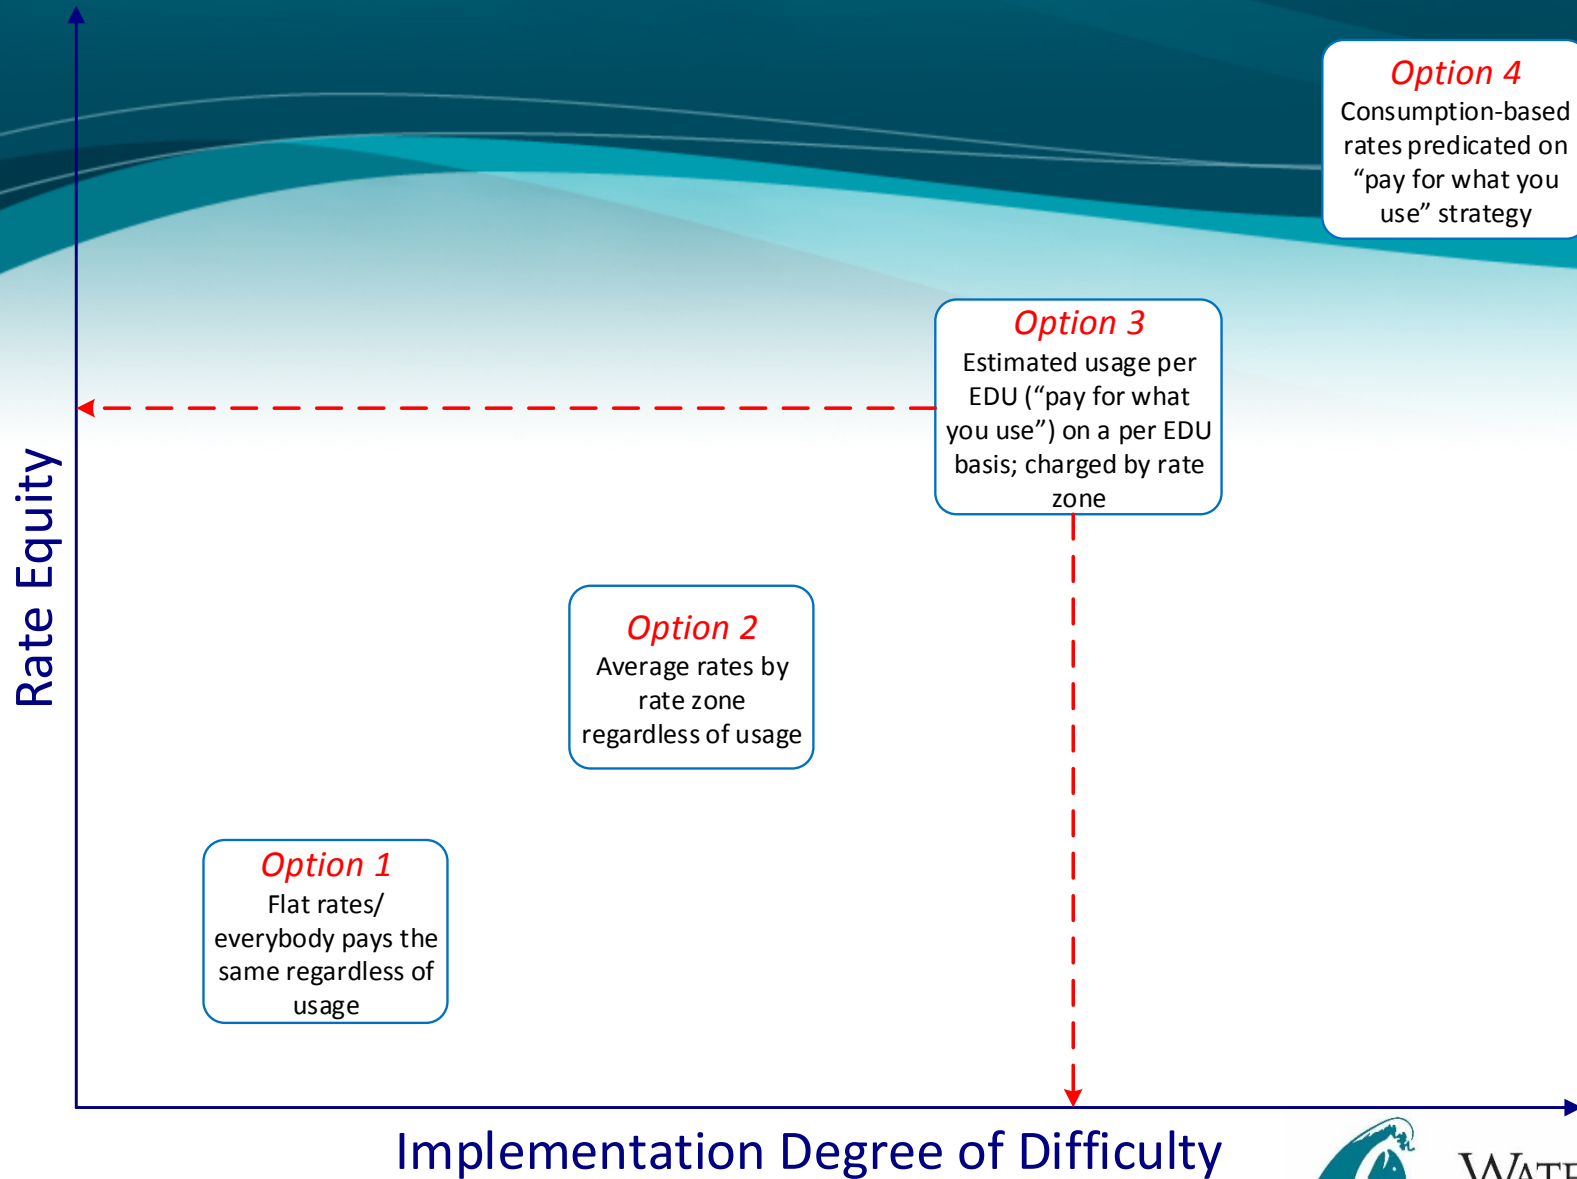 Option 4
Consumption-based
rates predicated on
“pay for what you
use” strategy
Option 3
Estimated usage per
EDU (“pay for what
you use”) on a per EDU
basis; charged by rate
zone
Rate Equity
Option 2
Average rates by
rate zone
regardless of usage
Option 1
Flat rates/
everybody pays the
same regardless of
usage
Implementation Degree of Difficulty